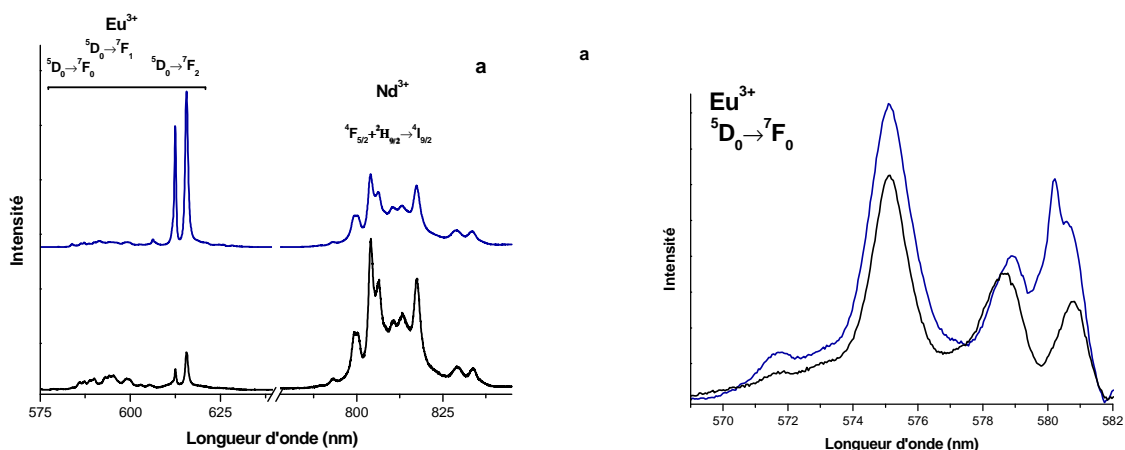 Eu³⁺
⁵D₀→⁷F₁
⁵D₀→⁷F₀
⁵D₀→⁷F₂
a
Nd³⁺
⁴F₅/₂+²H₉/₂→⁴I₉/₂
Intensité
575 600 625 800 825
Longueur d'onde (nm)
a
Eu³⁺
⁵D₀→⁷F₀
Intensité
570 572 574 576 578 580 582
Longueur d'onde (nm)